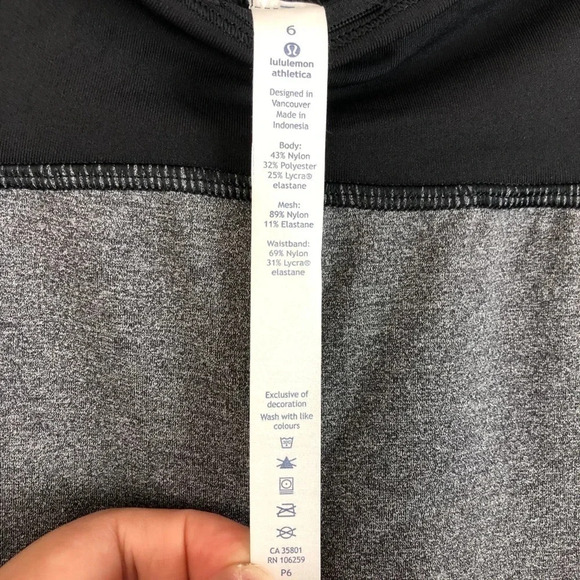 6
lululemon
athletica
Designed in
Vancouver
Made in
Indonesia
Body:
43% Nylon
32% Polyester
25% Lycra®
elastane
Mesh:
89% Nylon
11% Elastane
Waistband:
69% Nylon
31% Lycra®
elastane
Exclusive of
decoration
Wash with like
colours
CA 35801
RN 106259
P6